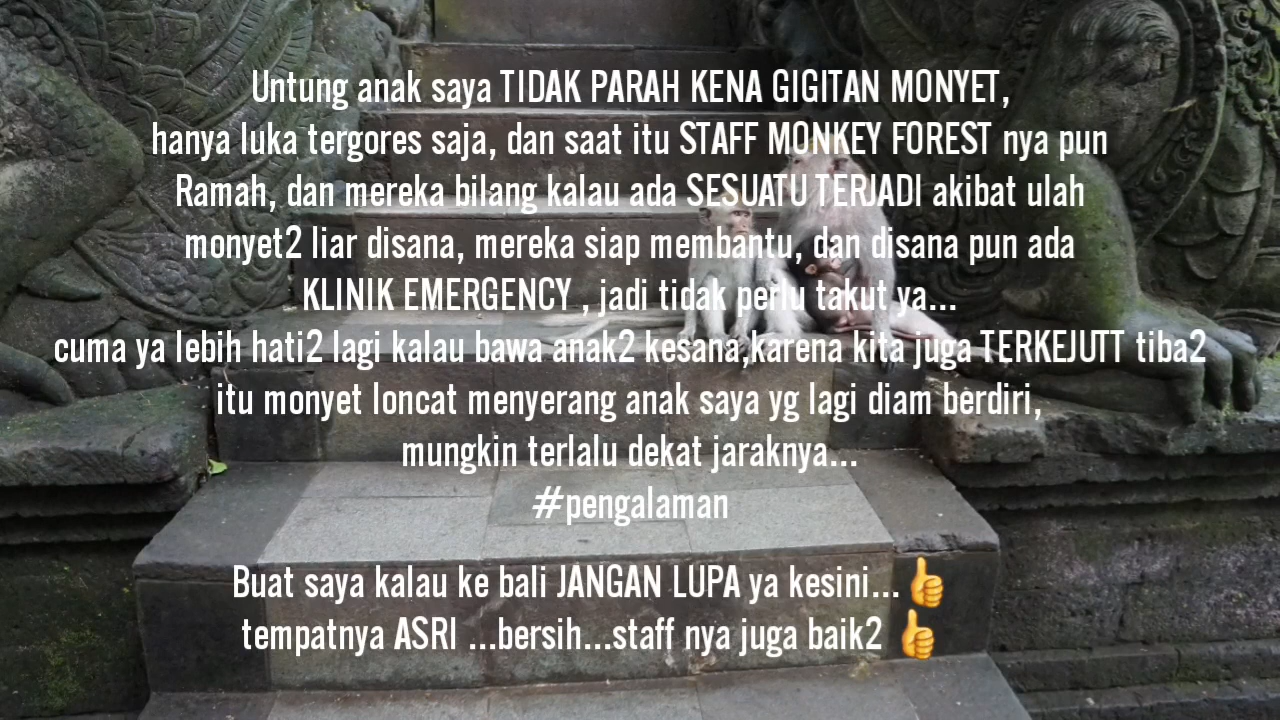 Untung anak saya TIDAK PARAH KENA GIGITAN MONYET,
hanya luka tergores saja, dan saat itu STAFF MONKEY FOREST nya pun
Ramah, dan mereka bilang kalau ada SESUATU TERJADI akibat ulah
monyet2 liar disana, mereka siap membantu, dan disana pun ada
KLINIK EMERGENCY , jadi tidak perlu takut ya...
cuma ya lebih hati2 lagi kalau bawa anak2 kesana,karena kita juga TERKEJUTT tiba2
itu monyet loncat menyerang anak saya yg lagi diam berdiri,
mungkin terlalu dekat jaraknya...
#pengalaman
Buat saya kalau ke bali JANGAN LUPA ya kesini...👍
tempatnya ASRI ...bersih...staff nya juga baik2 👍